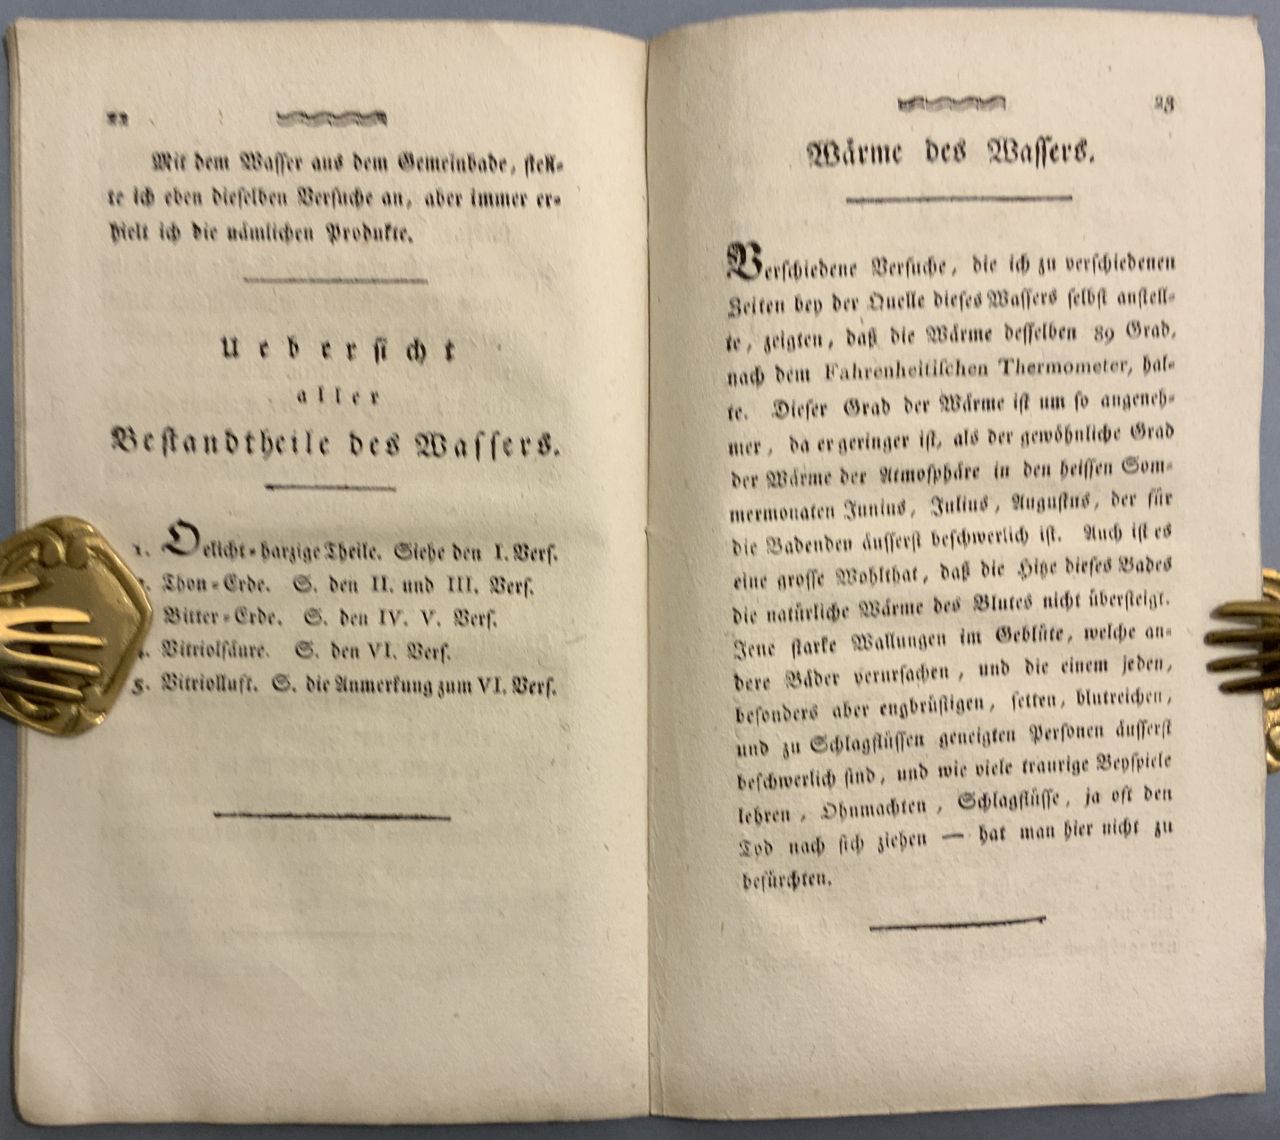 22
Mit dem Wasser aus dem Gemeinbade, stell-
te ich eben dieselben Versuche an, aber immer er-
hielt ich die nämlichen Produkte.
Uebersicht
aller
Bestandtheile des Wassers.
1. Oelicht-harzige Theile. Siehe den I. Vers.
Thon-Erde. S. den II. und III. Vers.
Bitter-Erde. S. den IV. V. Vers.
Vitriolsäure. S. den VI. Vers.
5. Vitriolluft. S. die Anmerkung zum VI. Vers.
23
Wärme des Wassers.
Verschiedene Versuche, die ich zu verschiedenen
Zeiten bey der Quelle dieses Wassers selbst anstell-
te, zeigten, daß die Wärme desselben 89 Grad,
nach dem Fahrenheitischen Thermometer, hal-
te. Dieser Grad der Wärme ist um so angeneh-
mer, da er geringer ist, als der gewöhnliche Grad
der Wärme der Atmosphäre in den heissen Som-
mermonaten Junius, Julius, Augustus, der für
die Badenden äusserst beschwerlich ist. Auch ist es
eine grosse Wohlthat, daß die Hitze dieses Bades
die natürliche Wärme des Blutes nicht übersteigt.
Jene starke Wallungen im Geblüte, welche an-
dere Bäder verursachen, und die einem jeden,
besonders aber engbrüstigen, fetten, blutreichen,
und zu Schlagflüssen geneigten Personen äusserst
beschwerlich sind, und wie viele traurige Beyspiele
lehren, Ohnmachten, Schlagflüsse, ja oft den
Tod nach sich ziehen — hat man hier nicht zu
befürchten.